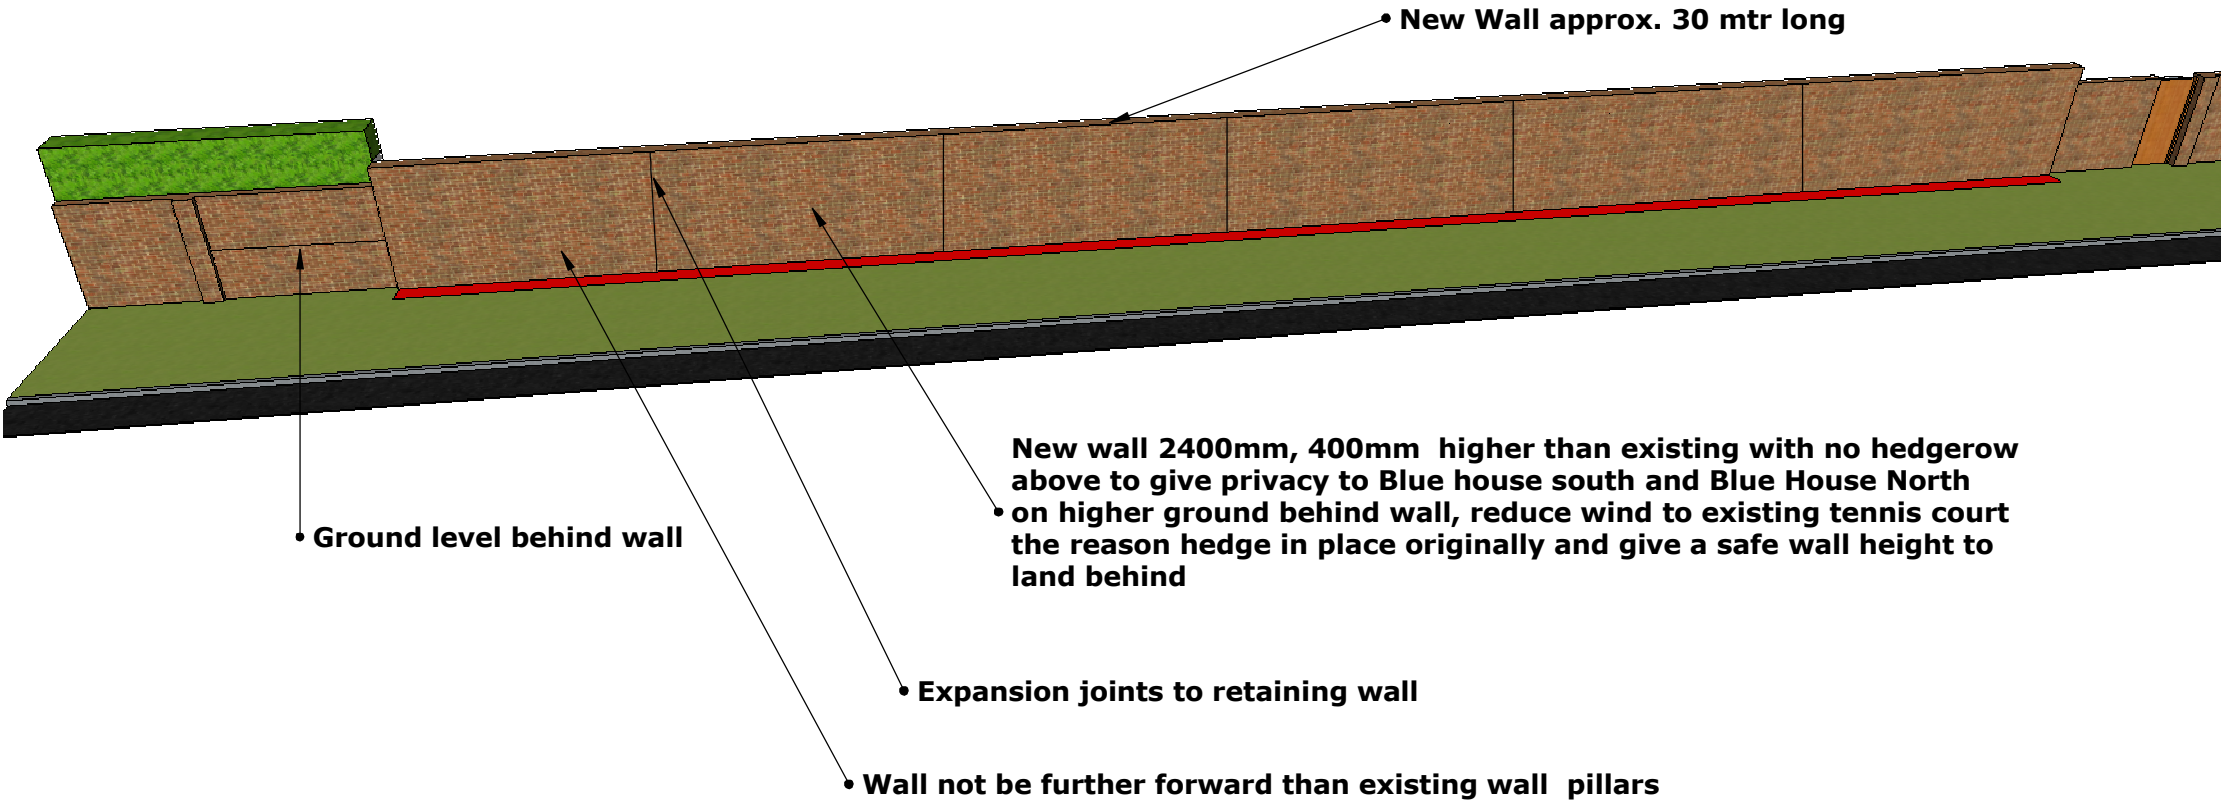 New Wall approx. 30 mtr long
New wall 2400mm, 400mm  higher than existing with no hedgerow
above to give privacy to Blue house south and Blue House North
on higher ground behind wall, reduce wind to existing tennis court
the reason hedge in place originally and give a safe wall height to
land behind
Ground level behind wall
Expansion joints to retaining wall
Wall not be further forward than existing wall  pillars